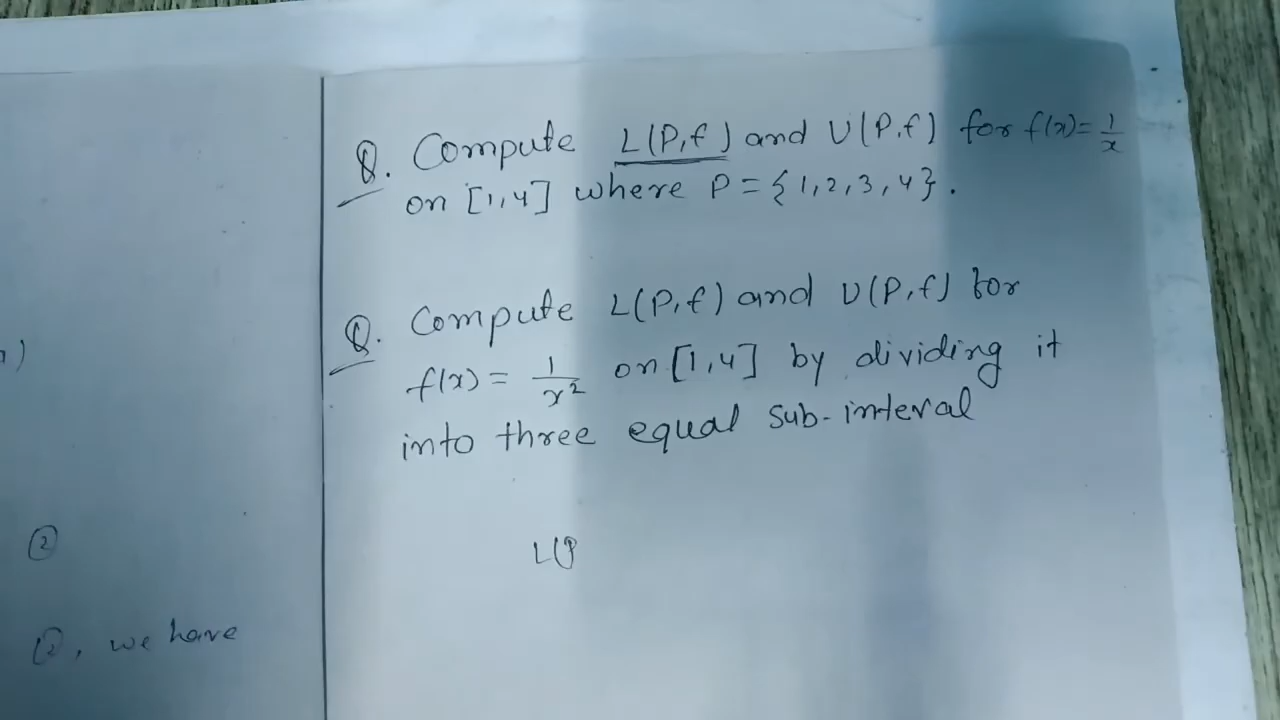 Q. Compute L(P,f) and U(P,f) for f(x)=1/x
on [1,4] where P={1,2,3,4}.
Q. Compute L(P,f) and U(P,f) for
f(x)= 1/x² on [1,4] by dividing it
into three equal sub-interval
L(P
②
②, we have